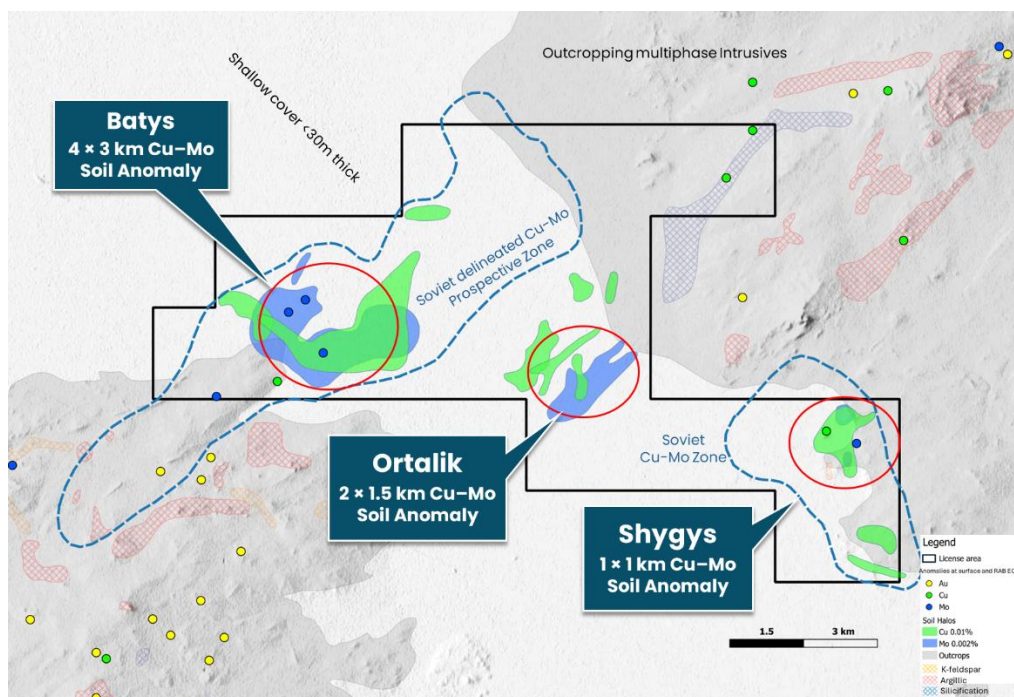 Outcropping multiphase Intrusives
Shallow cover <30m thick
Batys
4 × 3 km Cu–Mo
Soil Anomaly
Soviet delineated Cu-Mo
Prospective Zone
Ortalik
2 × 1.5 km Cu–Mo
Soil Anomaly
Soviet
Cu-Mo Zone
Shygys
1 × 1 km Cu–Mo
Soil Anomaly
1.5
3 km
Legend
License area
Anomalies at surface and RAB EO
Au
Cu
Mo
Soil Halos
Cu 0.01%
Mo 0.002%
Outcrops
K-feldspar
Argillic
Silicification